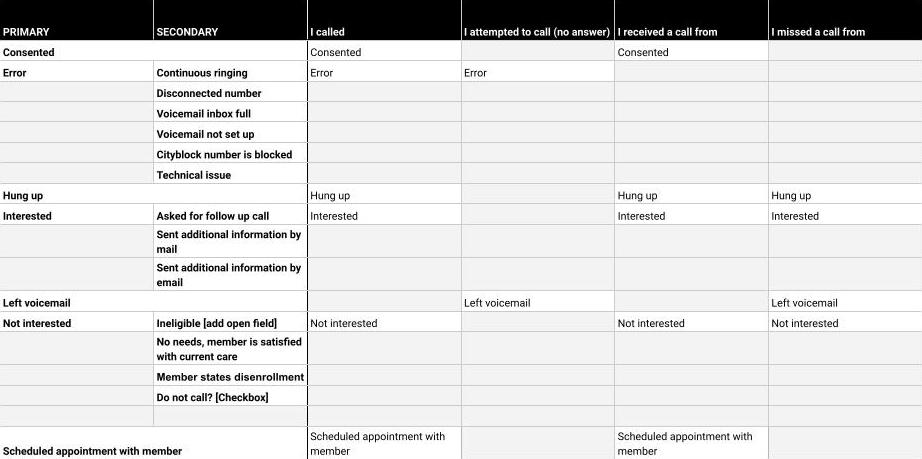 PRIMARY SECONDARY I called I attempted to call (no answer) I received a call from I missed a call from
Consented Consented Consented
Error Continuous ringing Error Error
Disconnected number
Voicemail inbox full
Voicemail not set up
Cityblock number is blocked
Technical issue
Hung up Hung up Hung up Hung up
Interested Asked for follow up call Interested Interested Interested
Sent additional information by
mail
Sent additional information by
email
Left voicemail Left voicemail Left voicemail
Not interested Ineligible [add open field] Not interested Not interested Not interested
No needs, member is satisfied
with current care
Member states disenrollment
Do not call? [Checkbox]
Scheduled appointment with member
Scheduled appointment with
member
Scheduled appointment with
member